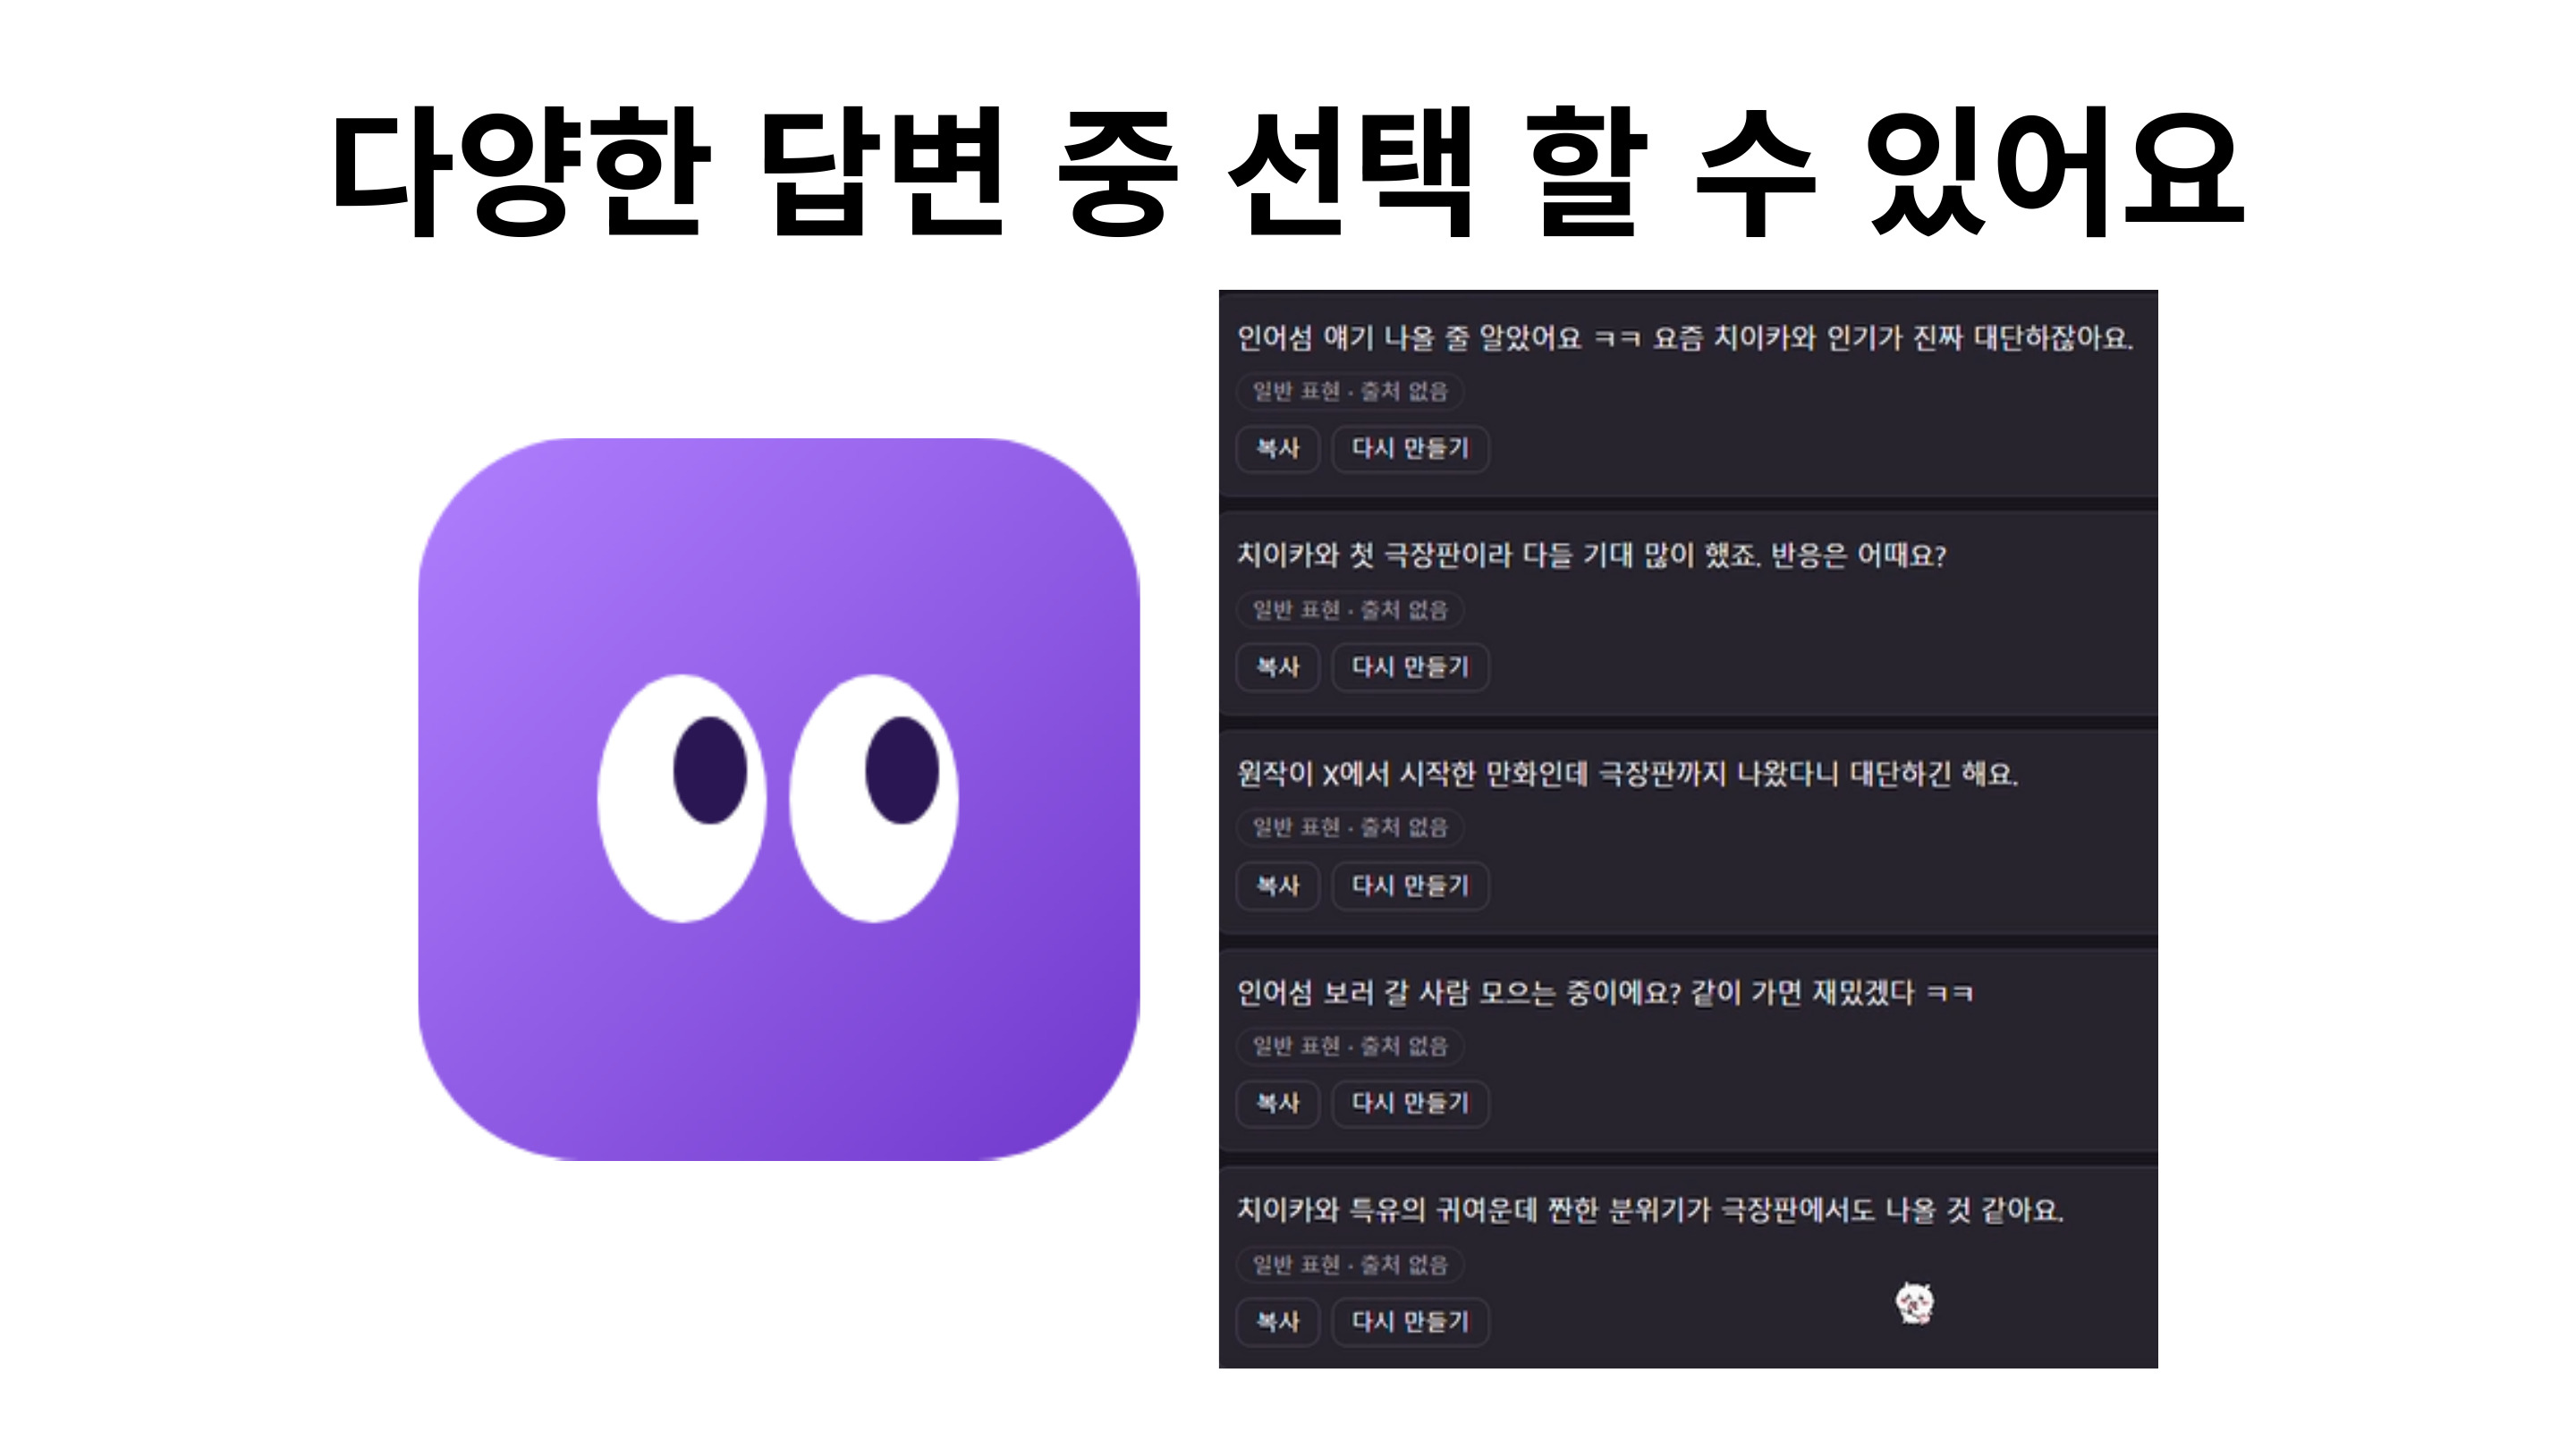 다양한 답변 중 선택 할 수 있어요
인어섬 얘기 나올 줄 알았어요 ㅋㅋ 요즘 치이카와 인기가 진짜 대단하잖아요.
일반 표현 · 출처 없음
복사 다시 만들기
치이카와 첫 극장판이라 다들 기대 많이 했죠. 반응은 어때요?
일반 표현 · 출처 없음
복사 다시 만들기
원작이 X에서 시작한 만화인데 극장판까지 나왔다니 대단하긴 해요.
일반 표현 · 출처 없음
복사 다시 만들기
인어섬 보러 갈 사람 모으는 중이에요? 같이 가면 재밌겠다 ㅋㅋ
일반 표현 · 출처 없음
복사 다시 만들기
치이카와 특유의 귀여운데 짠한 분위기가 극장판에서도 나올 것 같아요.
일반 표현 · 출처 없음
복사 다시 만들기